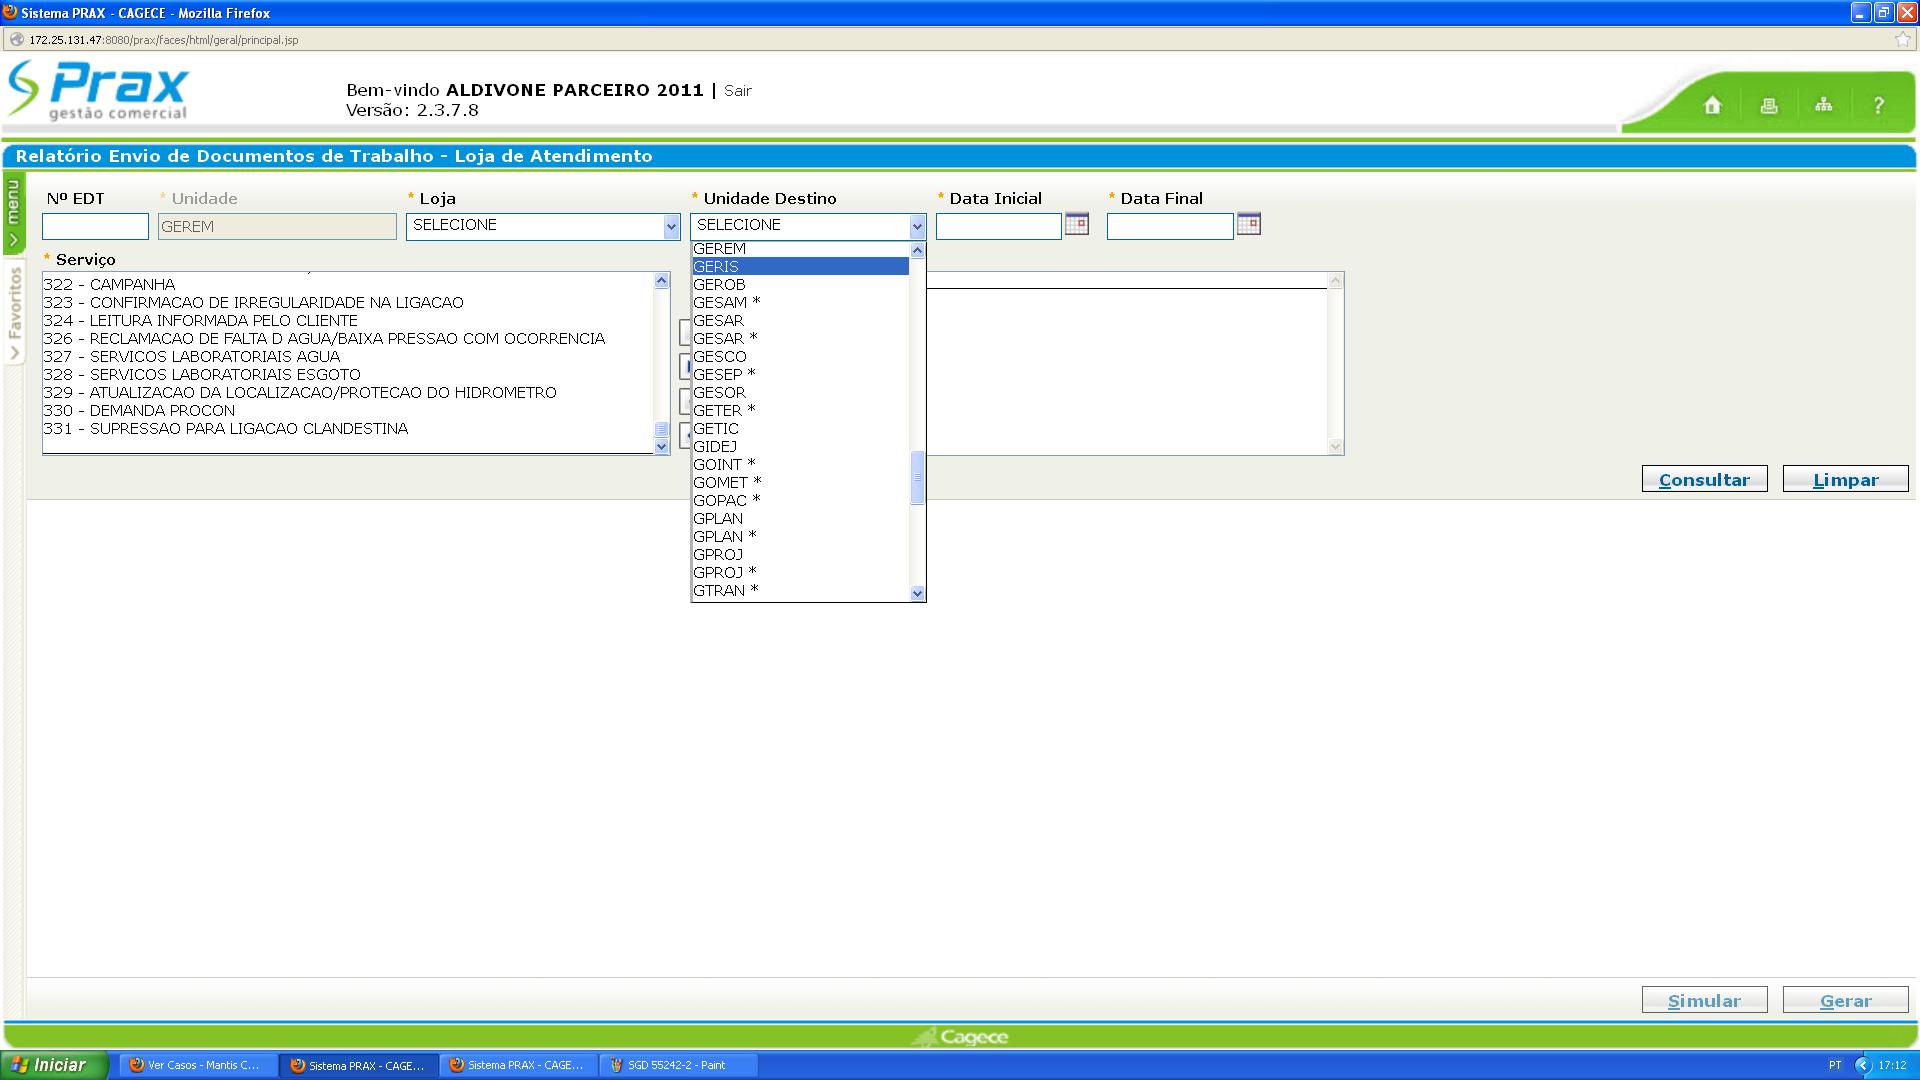 Sistema PRAX - CAGECE - Mozilla Firefox
172.25.131.47:8080/prax/faces/html/geral/principal.jsp
Prax
gestão comercial
Bem-vindo ALDIVONE PARCEIRO 2011 | Sair
Versão: 2.3.7.8
?
Relatório Envio de Documentos de Trabalho - Loja de Atendimento
menu
Favoritos
Nº EDT
* Unidade
* Loja
* Unidade Destino
* Data Inicial
* Data Final
GEREM
SELECIONE
SELECIONE
* Serviço
322 - CAMPANHA
323 - CONFIRMACAO DE IRREGULARIDADE NA LIGACAO
324 - LEITURA INFORMADA PELO CLIENTE
326 - RECLAMACAO DE FALTA D AGUA/BAIXA PRESSAO COM OCORRENCIA
327 - SERVICOS LABORATORIAIS AGUA
328 - SERVICOS LABORATORIAIS ESGOTO
329 - ATUALIZACAO DA LOCALIZACAO/PROTECAO DO HIDROMETRO
330 - DEMANDA PROCON
331 - SUPRESSAO PARA LIGACAO CLANDESTINA
GEREM
GERIS
GEROB
GESAM *
GESAR
GESAR *
GESCO
GESEP *
GESOR
GETER *
GETIC
GIDEJ
GOINT *
GOMET *
GOPAC *
GPLAN
GPLAN *
GPROJ
GPROJ *
GTRAN *
Consultar
Limpar
Simular
Gerar
Cagece
Iniciar
Ver Casos - Mantis C...
Sistema PRAX - CAGE...
Sistema PRAX - CAGE...
SGD 55242-2 - Paint
PT
17:12